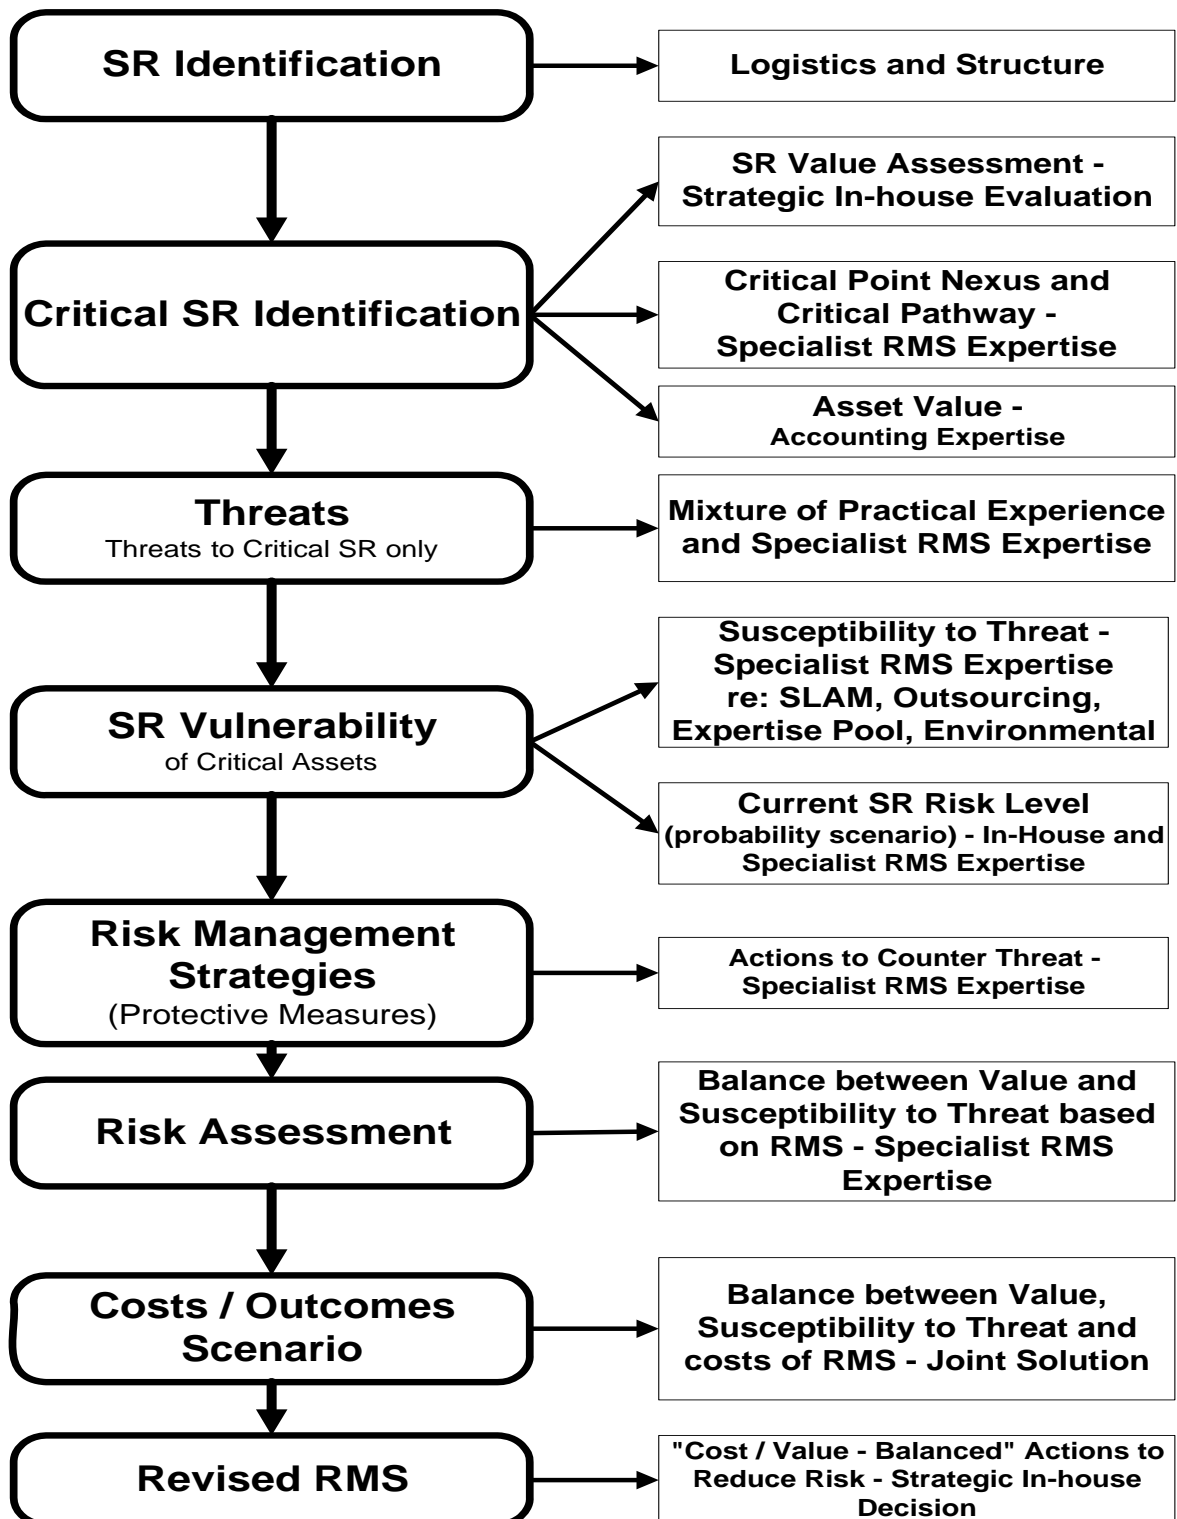 SR Identification
Logistics and Structure
SR Value Assessment -
Strategic In-house Evaluation
Critical SR Identification
Critical Point Nexus and
Critical Pathway -
Specialist RMS Expertise
Asset Value -
Accounting Expertise
Threats
Threats to Critical SR only
Mixture of Practical Experience
and Specialist RMS Expertise
SR Vulnerability
of Critical Assets
Susceptibility to Threat -
Specialist RMS Expertise
re: SLAM, Outsourcing,
Expertise Pool, Environmental
Current SR Risk Level
(probability scenario) - In-House and
Specialist RMS Expertise
Risk Management
Strategies
(Protective Measures)
Actions to Counter Threat -
Specialist RMS Expertise
Risk Assessment
Balance between Value and
Susceptibility to Threat based
on RMS - Specialist RMS
Expertise
Costs / Outcomes
Scenario
Balance between Value,
Susceptibility to Threat and
costs of RMS - Joint Solution
Revised RMS
"Cost / Value - Balanced" Actions to
Reduce Risk - Strategic In-house
Decision